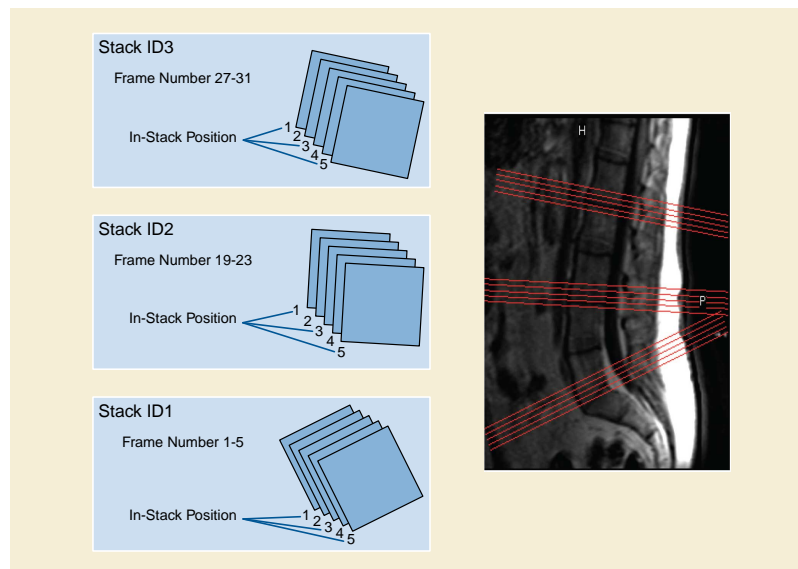 Stack ID3
Frame Number 27-31
In-Stack Position
1
2
3
4
5
Stack ID2
Frame Number 19-23
In-Stack Position
1
2
3
4
5
Stack ID1
Frame Number 1-5
In-Stack Position
1
2
3
4
5
H
P